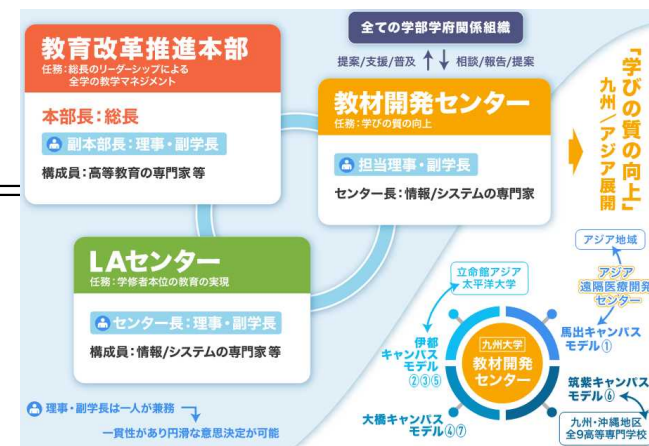 全ての学部学府関係組織
提案/支援/普及
相談/報告/提案
教育改革推進本部
任務:総長のリーダーシップによる
全学の教学マネジメント
本部長:総長
副本部長:理事・副学長
構成員:高等教育の専門家等
教材開発センター
任務:学びの質の向上
担当理事・副学長
センター長:情報/システムの専門家
「学びの質の向上」
九州/アジア展開
LAセンター
任務:学修者本位の教育の実現
センター長:理事・副学長
構成員:情報/システムの専門家等
理事・副学長は一人が兼務
一貫性があり円滑な意思決定が可能
立命館アジア
太平洋大学
伊都
キャンパス
モデル
②③⑤
九州大学
教材開発
センター
アジア地域
アジア
遠隔医療開発
センター
馬出キャンパス
モデル①
筑紫キャンパス
モデル⑥
九州・沖縄地区
全9高等専門学校
大橋キャンパス
モデル④⑦